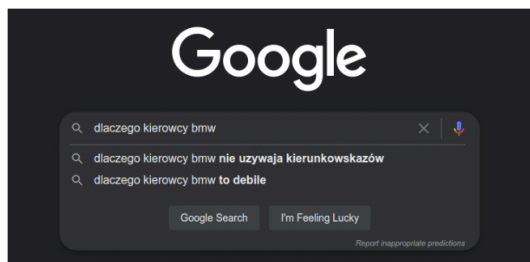 Google
dlaczego kierowcy bmw
dlaczego kierowcy bmw nie uzywaja kierunkowskazów
dlaczego kierowcy bmw to debile
Google Search I'm Feeling Lucky
Report inappropriate predictions